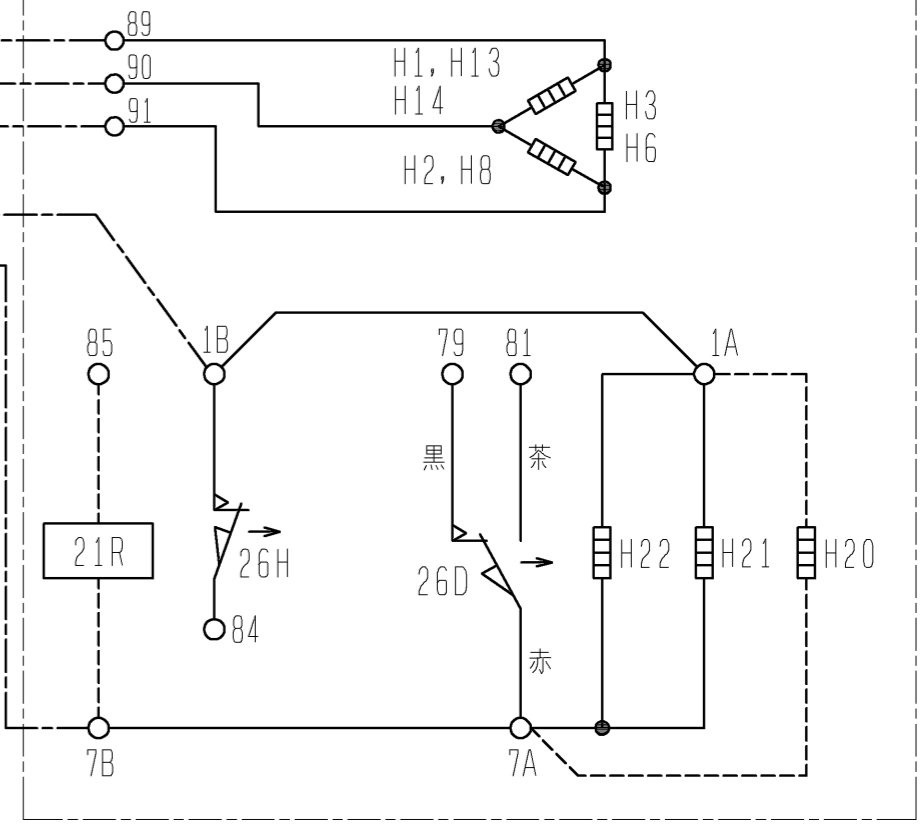 89
90
91
H1, H13
H14
H3
H6
H2, H8
85
1B
79
81
1A
黒
茶
21R
26H
26D
H22
H21
H20
84
赤
7B
7A